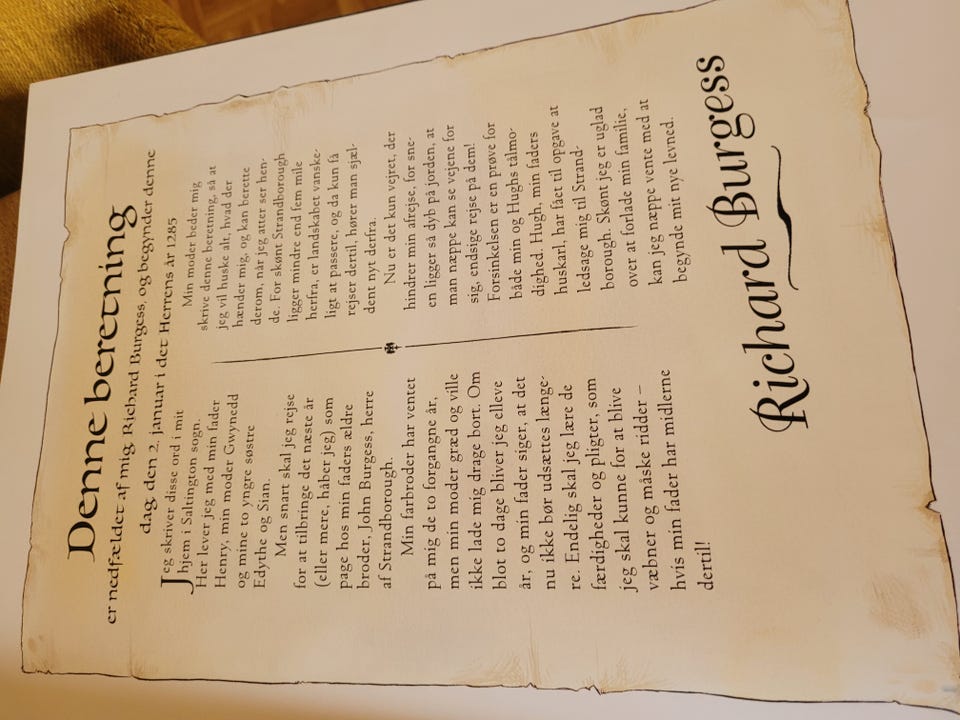 Denne beretning
er nedfældet af mig, Richard Burgess, og begynder denne
dag, den 2. januar i det Herrens år 1285
Jeg skriver disse ord i mit
hjem i Saltington sogn.
Her lever jeg med min fader
Henry, min moder Gwynedd
og mine to yngre søstre
Edythe og Sian.
Men snart skal jeg rejse
for at tilbringe det næste år
(eller mere, håber jeg) som
page hos min faders ældre
broder, John Burgess, herre
af Strandborough.
Min farbroder har ventet
på mig de to forgangne år,
men min moder græd og ville
ikke lade mig drage bort. Om
blot to dage bliver jeg elleve
år, og min fader siger, at det
nu ikke bør udsættes længe-
re. Endelig skal jeg lære de
færdigheder og pligter, som
jeg skal kunne for at blive
væbner og måske ridder –
hvis min fader har midlerne
dertil!
Min moder beder mig
skrive denne beretning, så at
jeg vil huske alt, hvad der
hænder mig, og kan berette
derom, når jeg atter ser hen-
de. For skønt Strandborough
ligger mindre end fem mile
herfra, er landskabet vanske-
ligt at passere, og da kun få
rejser dertil, hører man sjæl-
dent nyt derfra.
Nu er det kun vejret, der
hindrer min afrejse, for sne-
en ligger så dyb på jorden, at
man næppe kan se vejene for
sig, endsige rejse på dem!
Forsinkelsen er en prøve for
både min og Hughs tålmo-
dighed. Hugh, min faders
huskarl, har fået til opgave at
ledsage mig til Strand-
borough. Skønt jeg er uglad
over at forlade min familie,
kan jeg næppe vente med at
begynde mit nye levned.
Richard Burgess